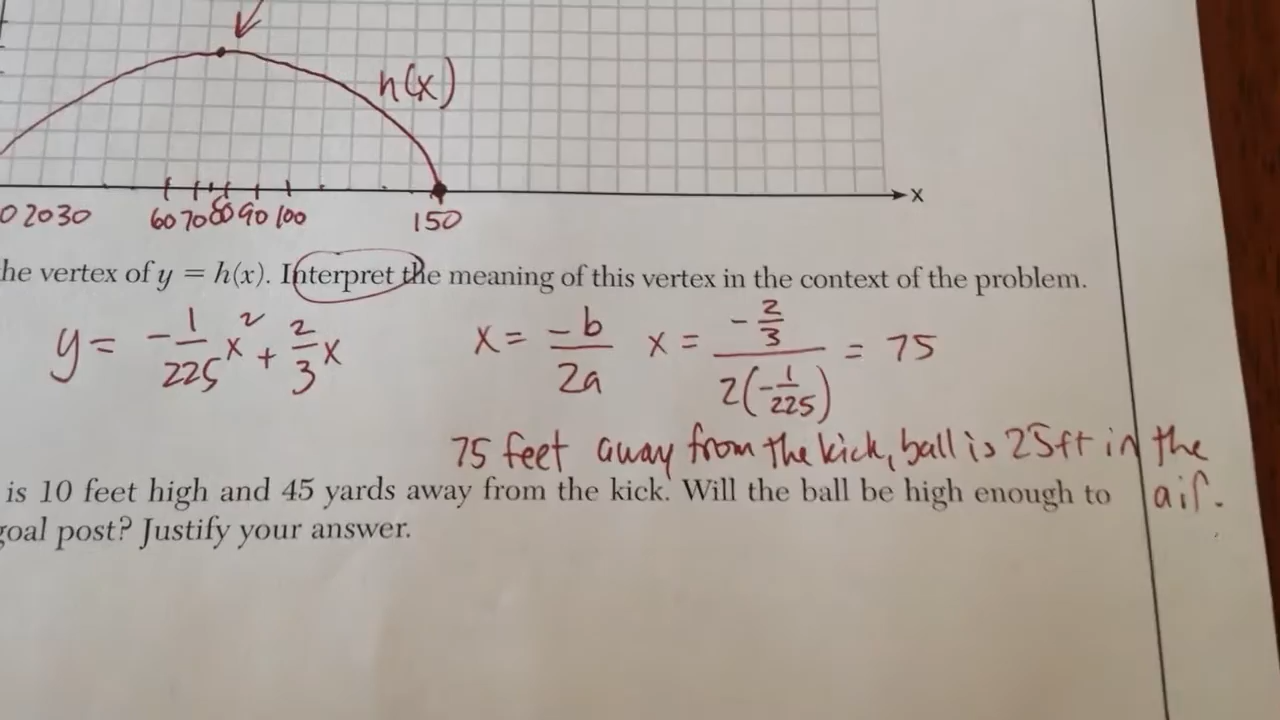 h(x)
x
0 20 30 60 70 80 90 100 150
he vertex of y = h(x). Interpret the meaning of this vertex in the context of the problem.
y = -1/225 x² + 2/3 x x = -b/2a x = -2/3 / 2(-1/225) = 75
75 feet away from the kick, ball is 25ft in the air.
is 10 feet high and 45 yards away from the kick. Will the ball be high enough to
goal post? Justify your answer.